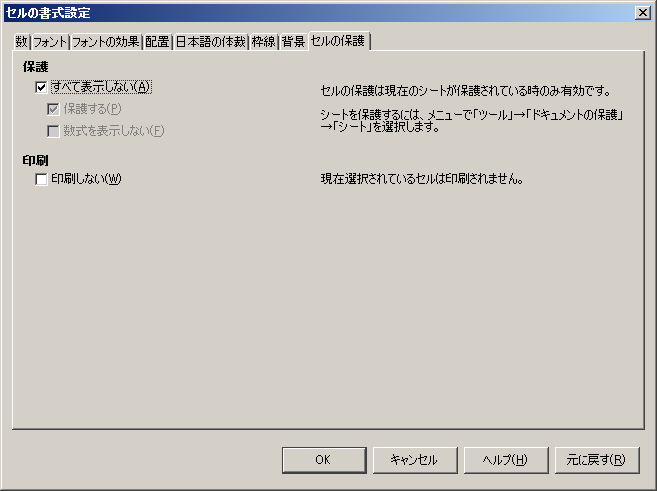 セルの書式設定
数 フォント フォントの効果 配置 日本語の体裁 枠線 背景 セルの保護
保護
すべて表示しない(A)
セルの保護は現在のシートが保護されている時のみ有効です。
保護する(P)
シートを保護するには、メニューで「ツール」→「ドキュメントの保護」
→「シート」を選択します。
数式を表示しない(F)
印刷
印刷しない(W)
現在選択されているセルは印刷されません。
OK キャンセル ヘルプ(H) 元に戻す(R)